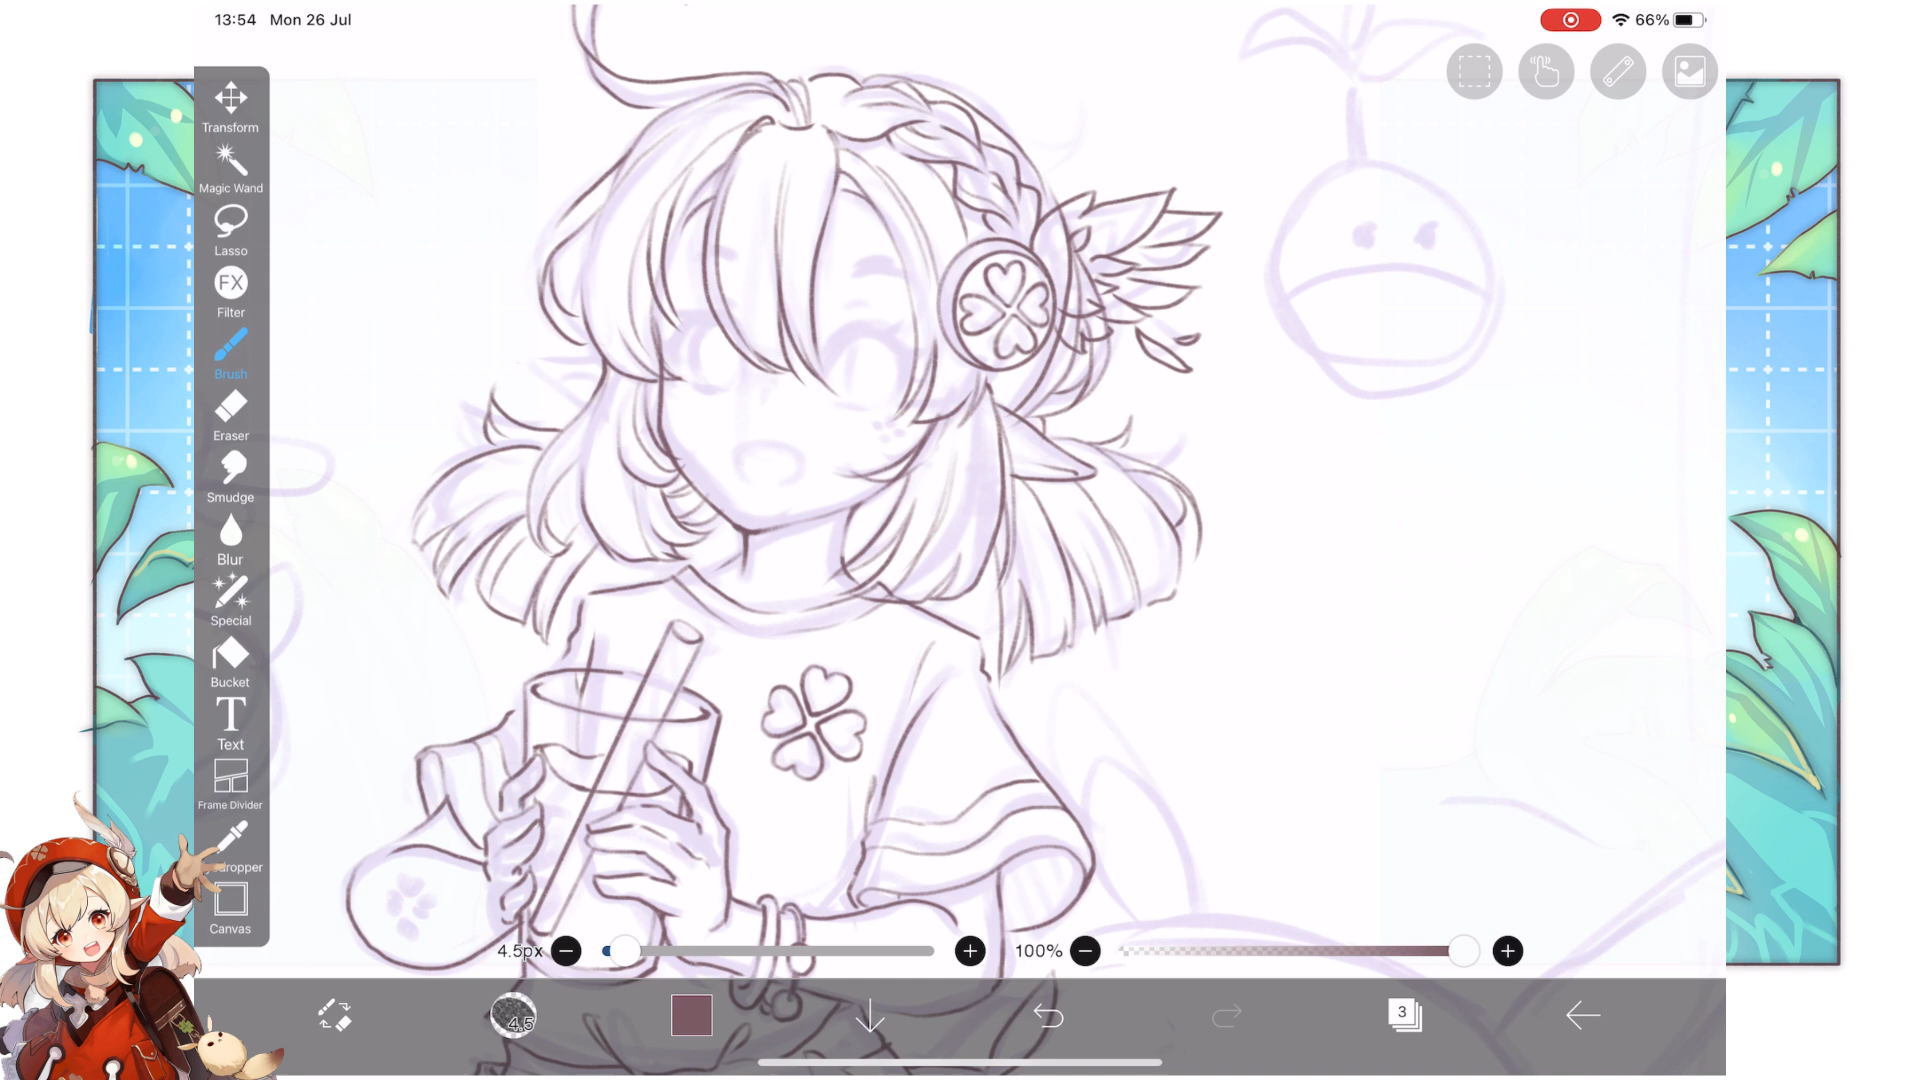 13:54 Mon 26 Jul
66%
Transform
Magic Wand
Lasso
FX
Filter
Brush
Eraser
Smudge
Blur
Special
Bucket
T
Text
Frame Divider
dropper
Canvas
4.5px
100%
4.5
3